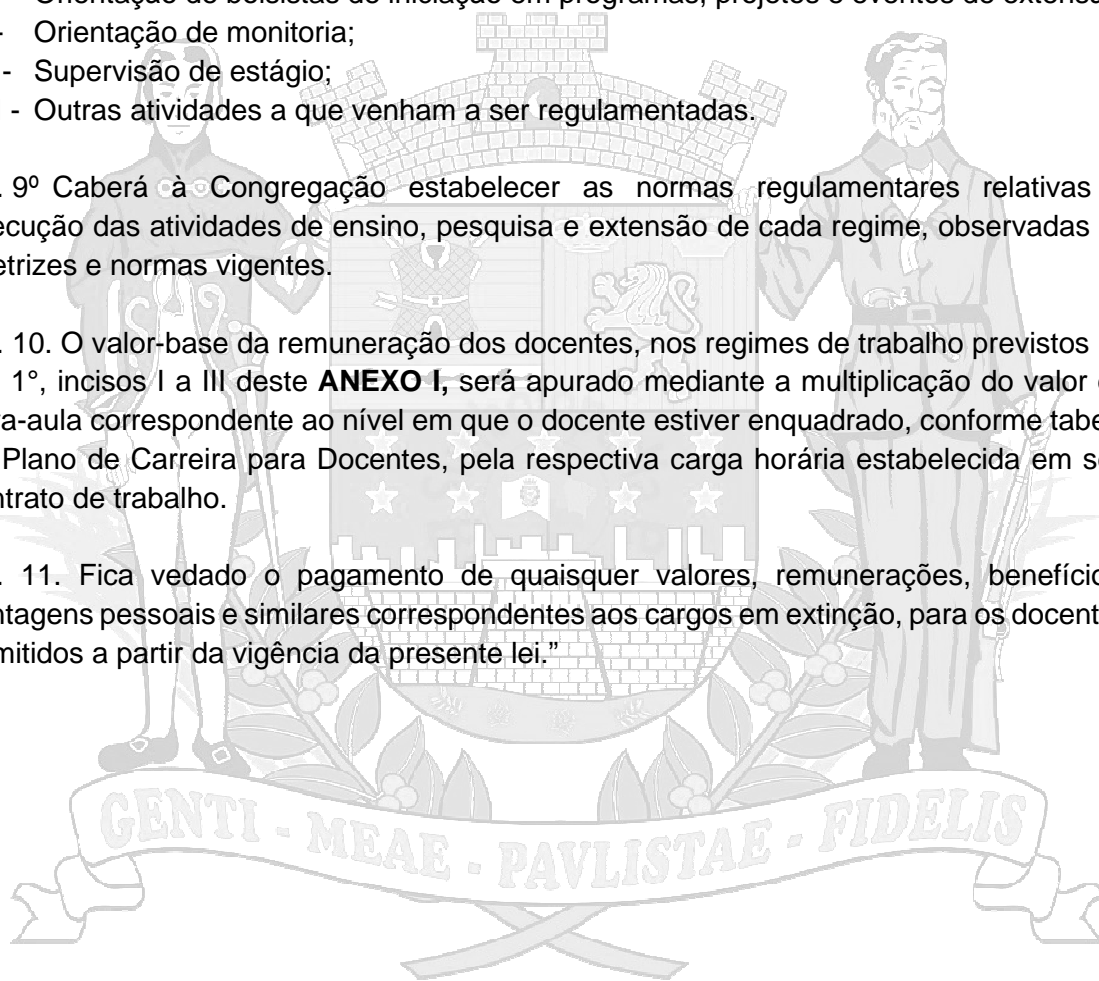 Orientação de bolsistas de iniciação em programas, projetos e eventos de
- Orientação de monitoria;
- Supervisão de estágio;
- Outras atividades a que venham a ser regulamentadas.
. 9º Caberá à Congregação estabelecer as normas regulamentares relativas
ecução das atividades de ensino, pesquisa e extensão de cada regime, observadas
etrizes e normas vigentes.
. 10. O valor-base da remuneração dos docentes, nos regimes de trabalho previstos
1°, incisos I a III deste ANEXO I, será apurado mediante a multiplicação do valor
a-aula correspondente ao nível em que o docente estiver enquadrado, conforme tabe
Plano de Carreira para Docentes, pela respectiva carga horária estabelecida em se
ntrato de trabalho.
. 11. Fica vedado o pagamento de quaisquer valores, remunerações, benefício
ntagens pessoais e similares correspondentes aos cargos em extinção, para os docent
mitidos a partir da vigência da presente lei.”
GENTI - MEAE - PAVLISTAE - FIDELIS